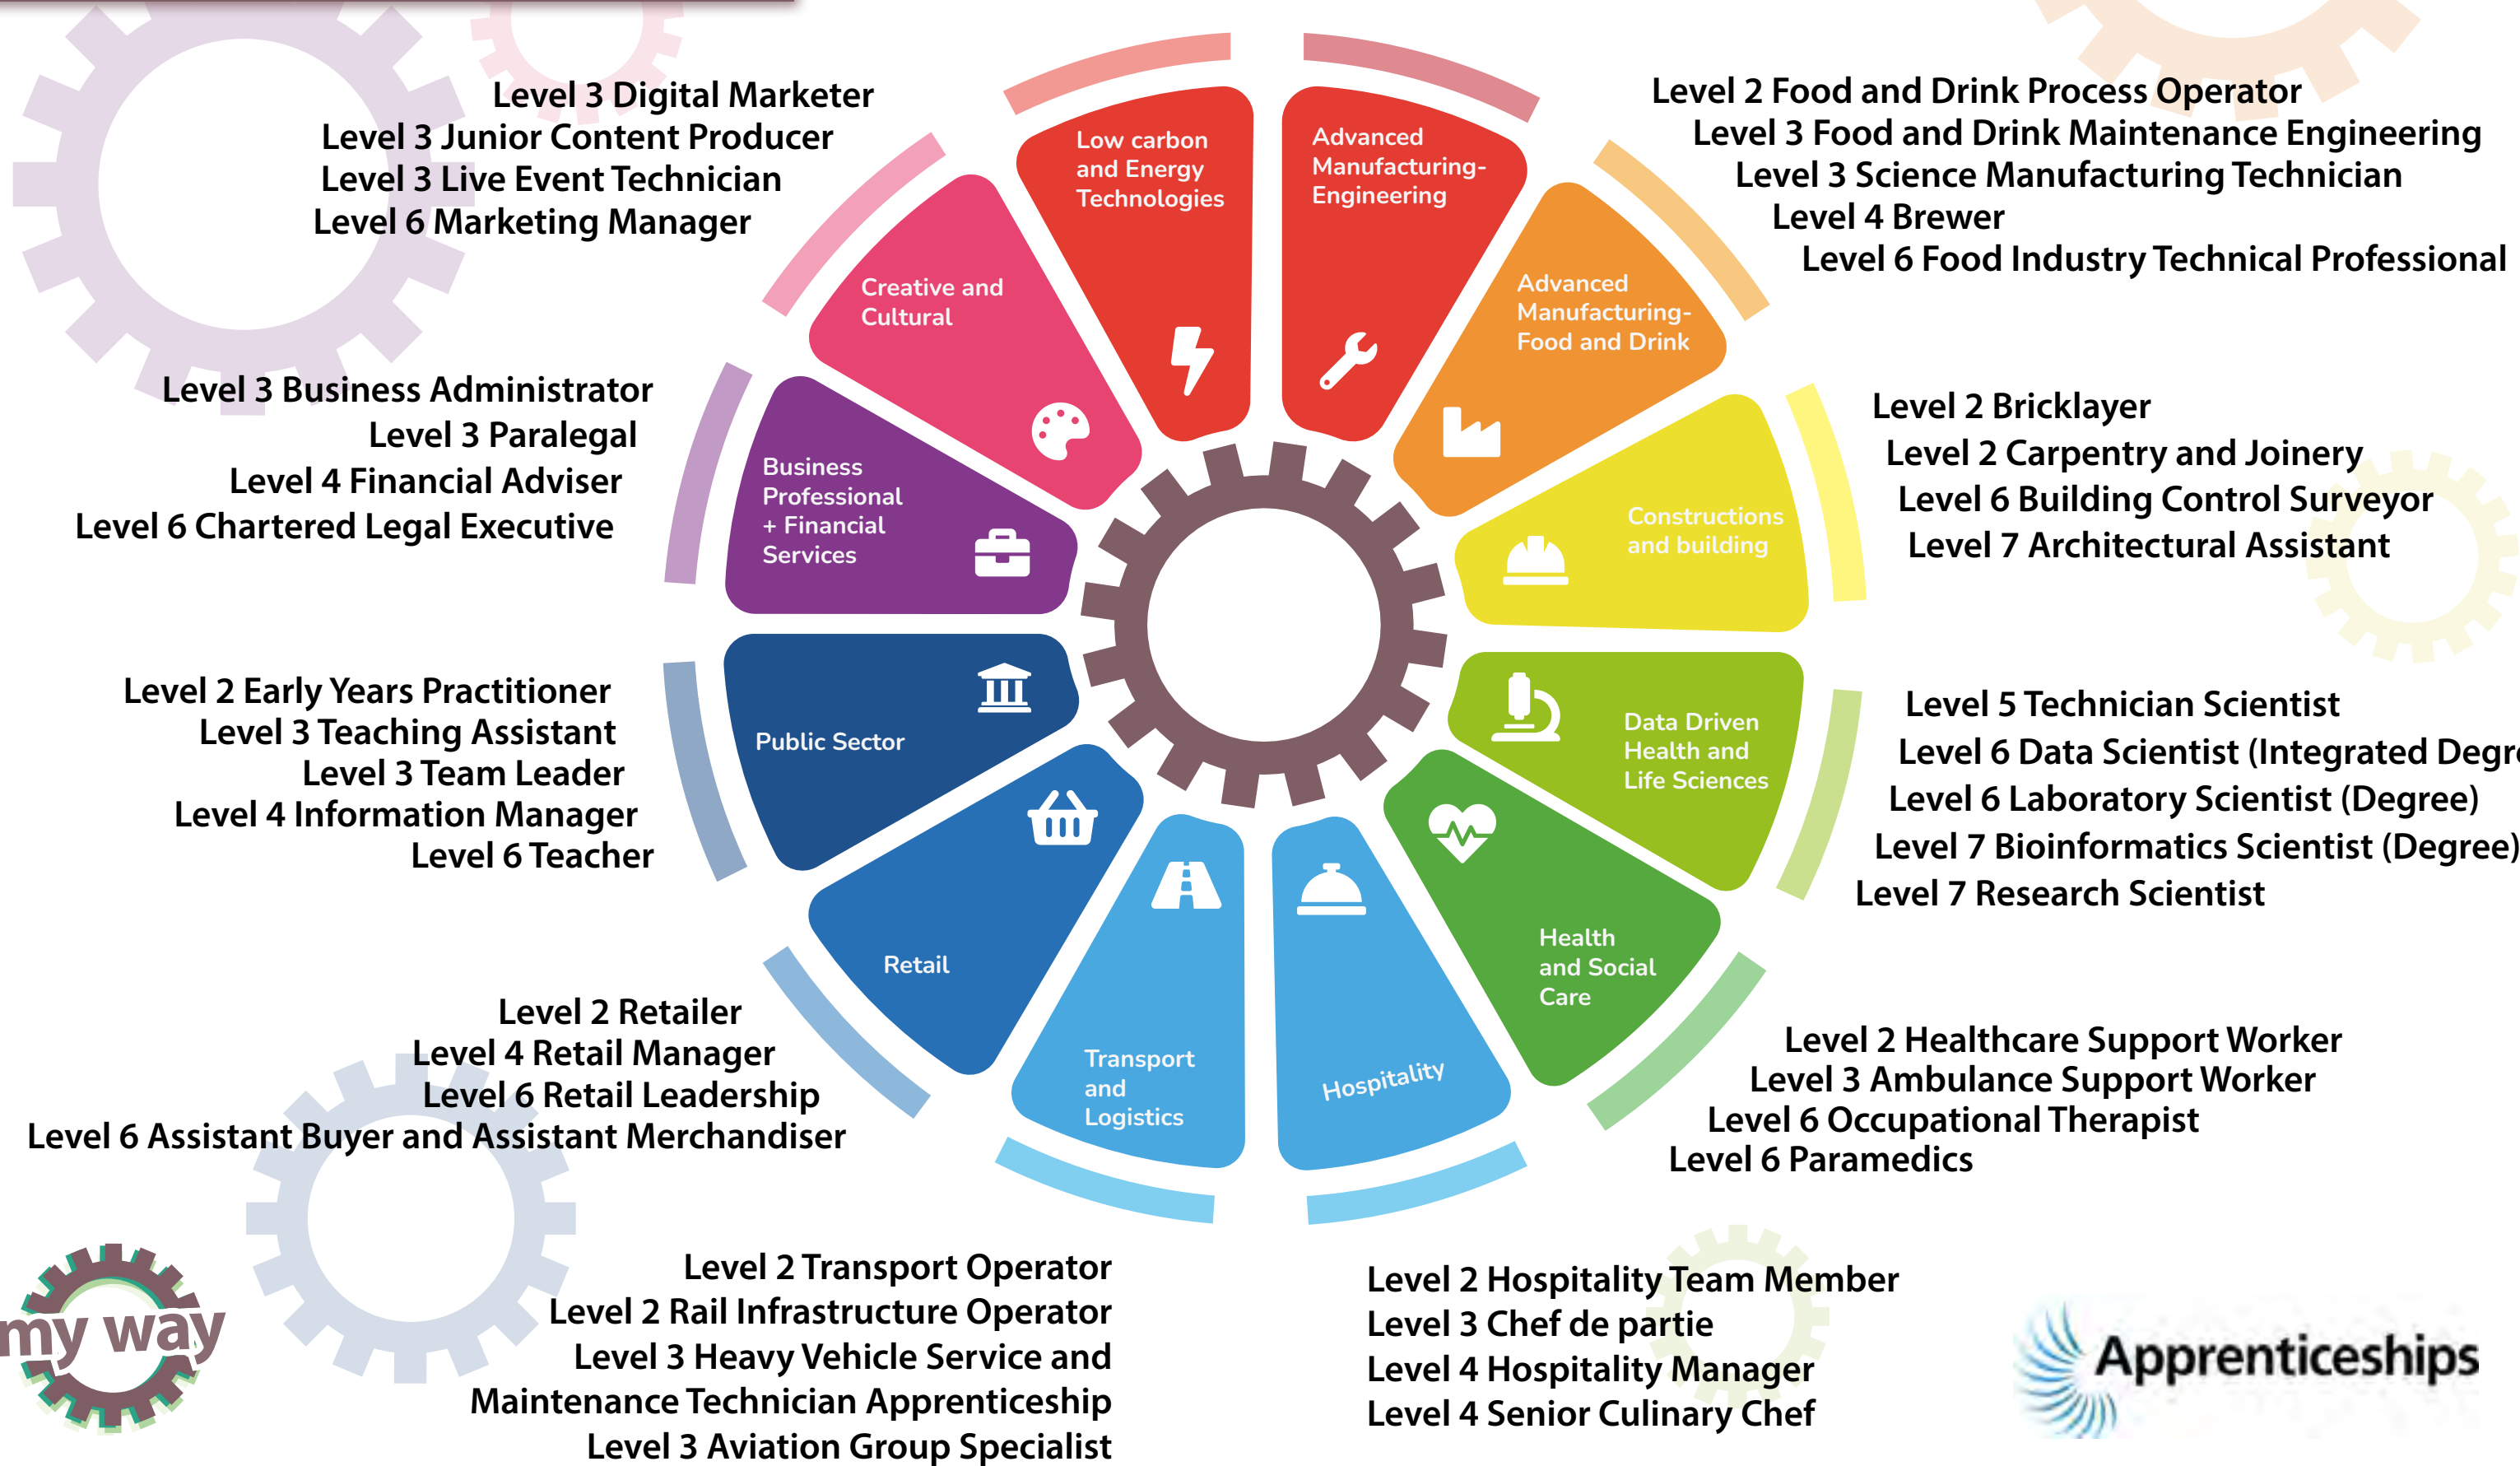 Level 3 Digital Marketer
Level 3 Junior Content Producer
Level 3 Live Event Technician
Level 6 Marketing Manager
Low carbon
and Energy
Technologies
Advanced
Manufacturing-
Engineering
Level 2 Food and Drink Process Operator
Level 3 Food and Drink Maintenance Engineering
Level 3 Science Manufacturing Technician
Level 4 Brewer
Level 6 Food Industry Technical Professional
Creative and
Cultural
Advanced
Manufacturing-
Food and Drink
Level 3 Business Administrator
Level 3 Paralegal
Level 4 Financial Adviser
Level 6 Chartered Legal Executive
Business
Professional
+ Financial
Services
Constructions
and building
Level 2 Bricklayer
Level 2 Carpentry and Joinery
Level 6 Building Control Surveyor
Level 7 Architectural Assistant
Level 2 Early Years Practitioner
Level 3 Teaching Assistant
Level 3 Team Leader
Level 4 Information Manager
Level 6 Teacher
Public Sector
Data Driven
Health and
Life Sciences
Level 5 Technician Scientist
Level 6 Data Scientist (Integrated
Level 6 Laboratory Scientist (Degree)
Level 7 Bioinformatics Scientist (Degree)
Level 7 Research Scientist
Retail
Health
and Social
Care
Level 2 Retailer
Level 4 Retail Manager
Level 6 Retail Leadership
Level 6 Assistant Buyer and Assistant Merchandiser
Transport
and
Logistics
Hospitality
Level 2 Healthcare Support Worker
Level 3 Ambulance Support Worker
Level 6 Occupational Therapist
Level 6 Paramedics
my way
Level 2 Transport Operator
Level 2 Rail Infrastructure Operator
Level 3 Heavy Vehicle Service and
Maintenance Technician Apprenticeship
Level 3 Aviation Group Specialist
Level 2 Hospitality Team Member
Level 3 Chef de partie
Level 4 Hospitality Manager
Level 4 Senior Culinary Chef
Apprenticeships